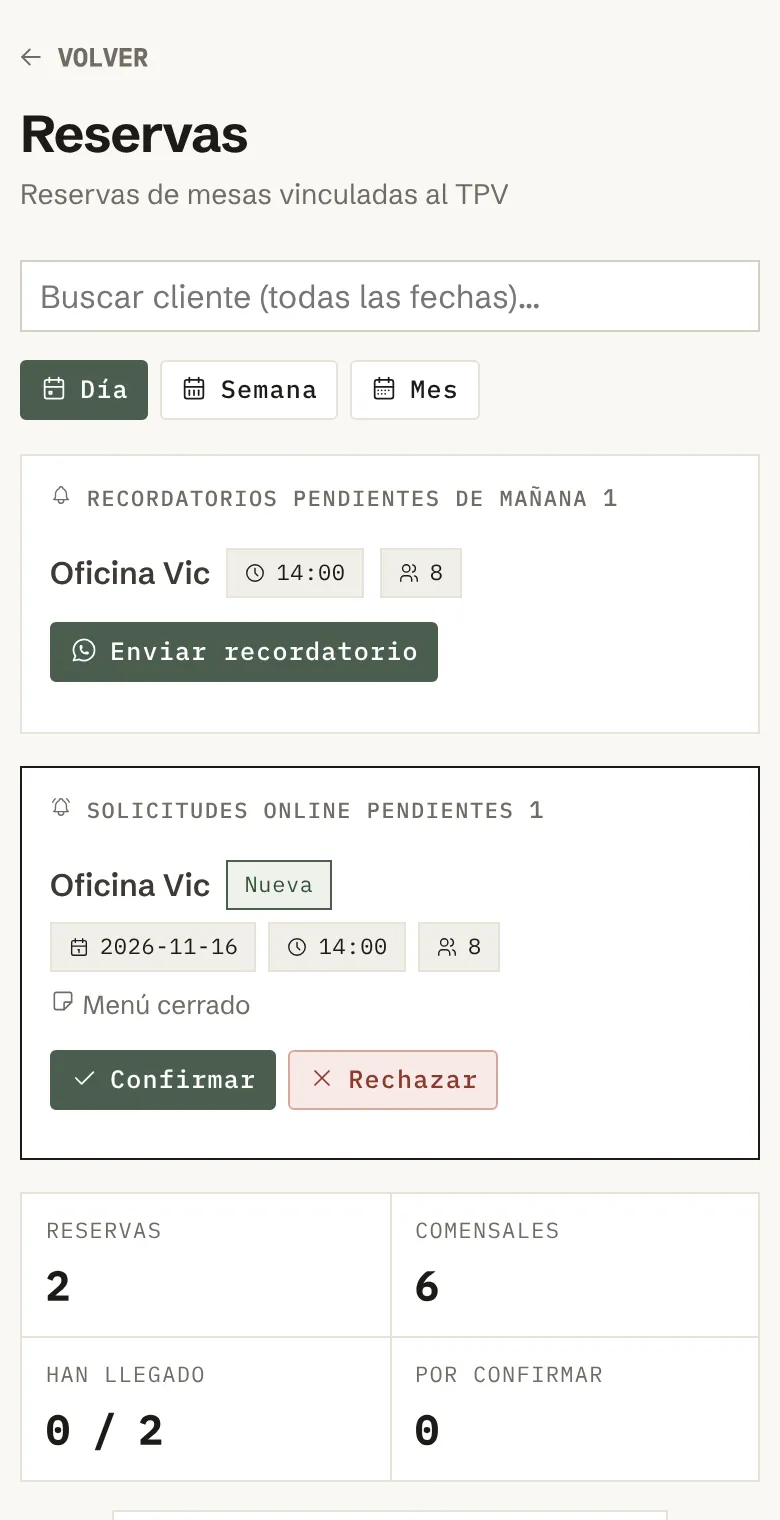 ← VOLVER
Reservas
Reservas de mesas vinculadas al TPV
Buscar cliente (todas las fechas)…
Día Semana Mes
RECORDATORIOS PENDIENTES DE MAÑANA 1
Oficina Vic 14:00 8
Enviar recordatorio
SOLICITUDES ONLINE PENDIENTES 1
Oficina Vic Nueva
2026-11-16 14:00 8
Menú cerrado
Confirmar Rechazar
RESERVAS COMENSALES
2 6
HAN LLEGADO POR CONFIRMAR
0 / 2 0